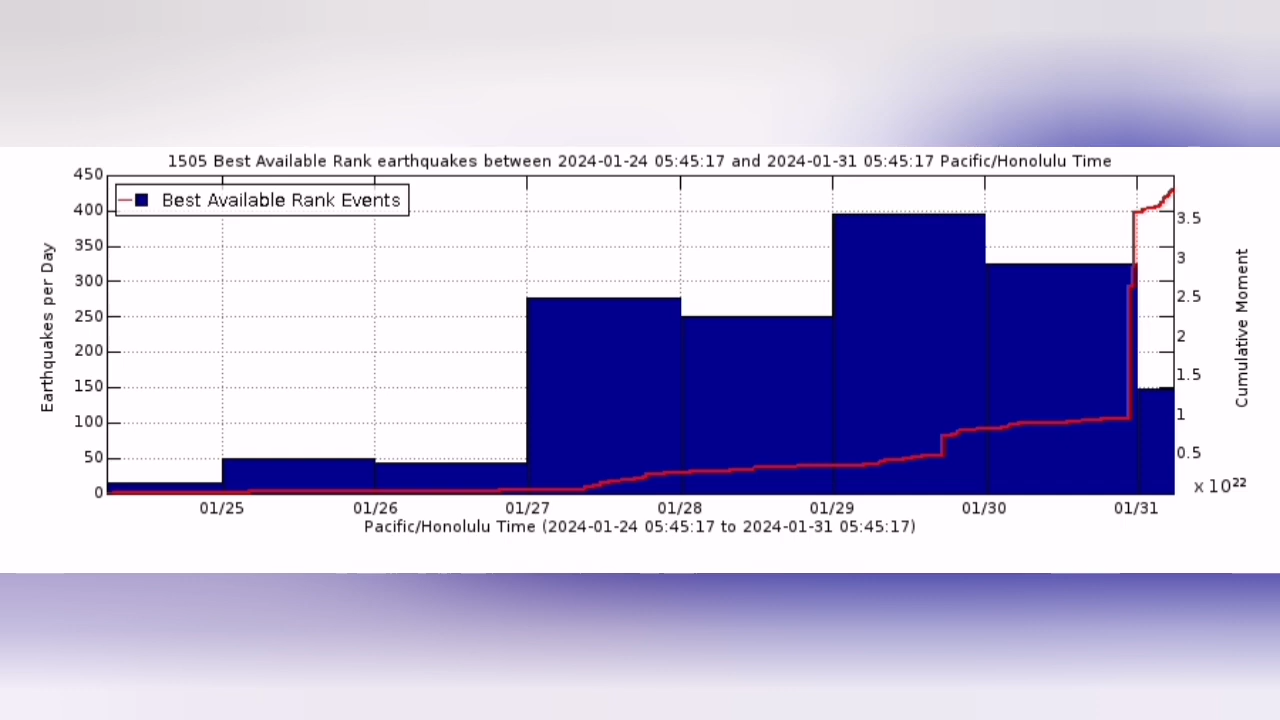 1505 Best Available Rank earthquakes between 2024-01-24 05:45:17 and 2024-01-31 05:45:17 Pacific/Honolulu Time
Best Available Rank Events
Earthquakes per Day
450
400
350
300
250
200
150
100
50
0
3.5
3
2.5
2
1.5
1
0.5
x 10²²
Cumulative Moment
01/25 01/26 01/27 01/28 01/29 01/30 01/31
Pacific/Honolulu Time (2024-01-24 05:45:17 to 2024-01-31 05:45:17)